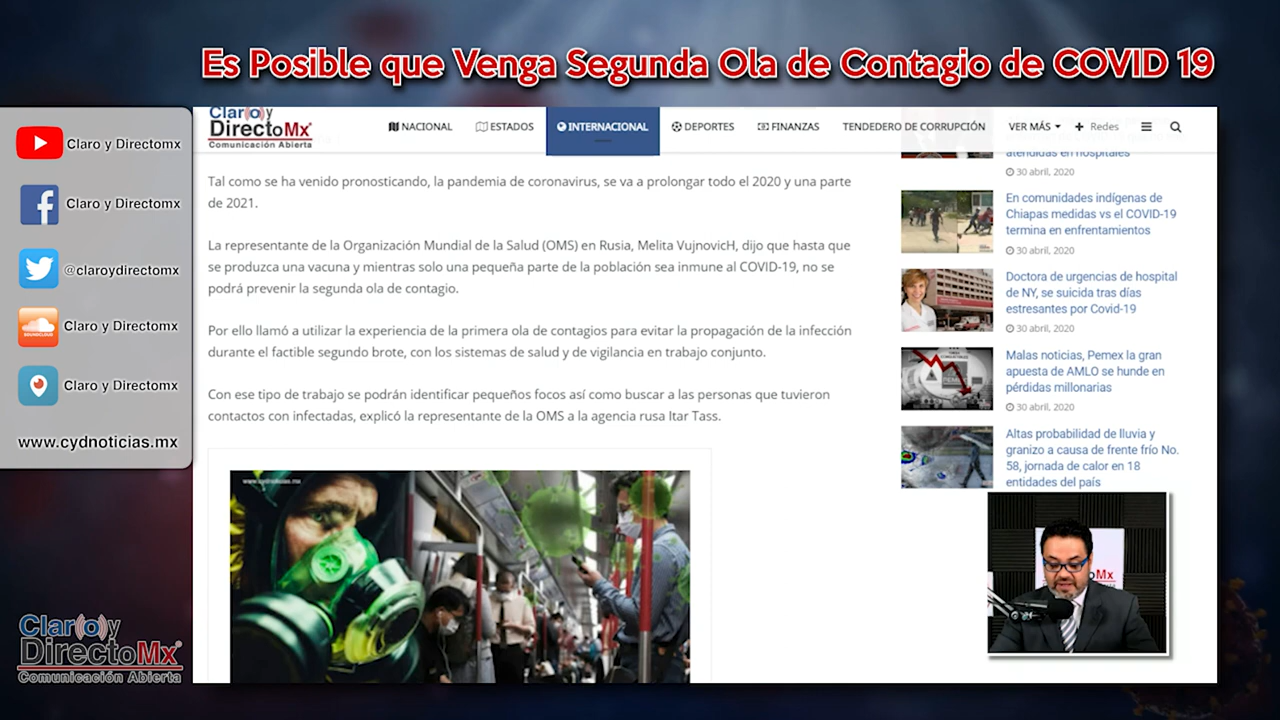 Es Posible que Venga Segunda Ola de Contagio de COVID 19
Claro y
DirectoMx
Comunicación Abierta
NACIONAL
ESTADOS
INTERNACIONAL
DEPORTES
FINANZAS
TENDEDERO DE CORRUPCIÓN
VER MÁS
Redes
Claro y Directomx
Claro y Directomx
@claroydirectomx
Claro y Directomx
Claro y Directomx
www.cydnoticias.mx
Tal como se ha venido pronosticando, la pandemia de coronavirus, se va a prolongar todo el 2020 y una parte
de 2021.
La representante de la Organización Mundial de la Salud (OMS) en Rusia, Melita VujnovicH, dijo que hasta que
se produzca una vacuna y mientras solo una pequeña parte de la población sea inmune al COVID-19, no se
podrá prevenir la segunda ola de contagio.
Por ello llamó a utilizar la experiencia de la primera ola de contagios para evitar la propagación de la infección
durante el factible segundo brote, con los sistemas de salud y de vigilancia en trabajo conjunto.
Con ese tipo de trabajo se podrán identificar pequeños focos así como buscar a las personas que tuvieron
contactos con infectadas, explicó la representante de la OMS a la agencia rusa Itar Tass.
www.cydnoticias.mx
atendidas en hospitales
30 abril, 2020
En comunidades indígenas de
Chiapas medidas vs el COVID-19
termina en enfrentamientos
30 abril, 2020
Doctora de urgencias de hospital
de NY, se suicida tras días
estresantes por Covid-19
30 abril, 2020
Malas noticias, Pemex la gran
apuesta de AMLO se hunde en
pérdidas millonarias
30 abril, 2020
Altas probabilidad de lluvia y
granizo a causa de frente frío No.
58, jornada de calor en 18
entidades del país
Claro y
DirectoMx
Comunicación Abierta